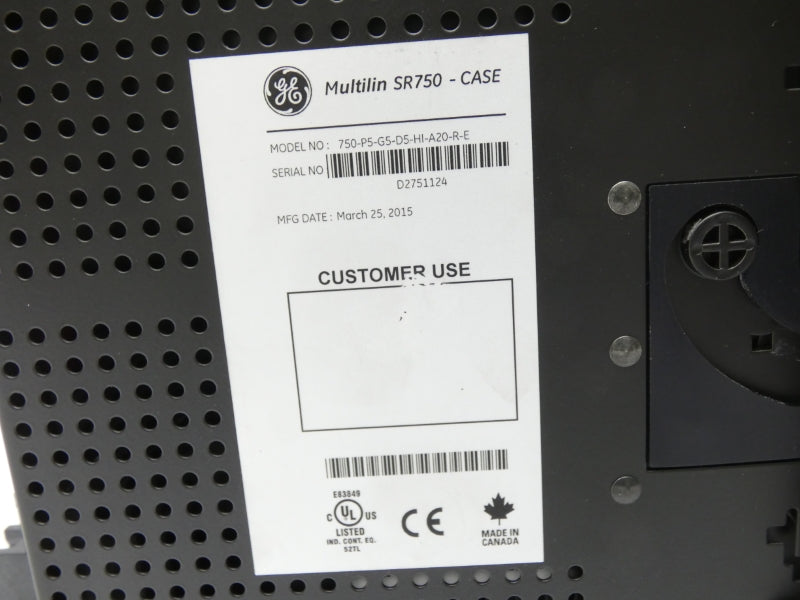 GE Multilin SR750 - CASE
MODEL NO: 750-P5-G5-D5-HI-A20-R-E
SERIAL NO
D2751124
MFG DATE: March 25, 2015
CUSTOMER USE
E83849
C UL US
LISTED
IND. CONT. EQ.
52TL
CE
MADE IN
CANADA